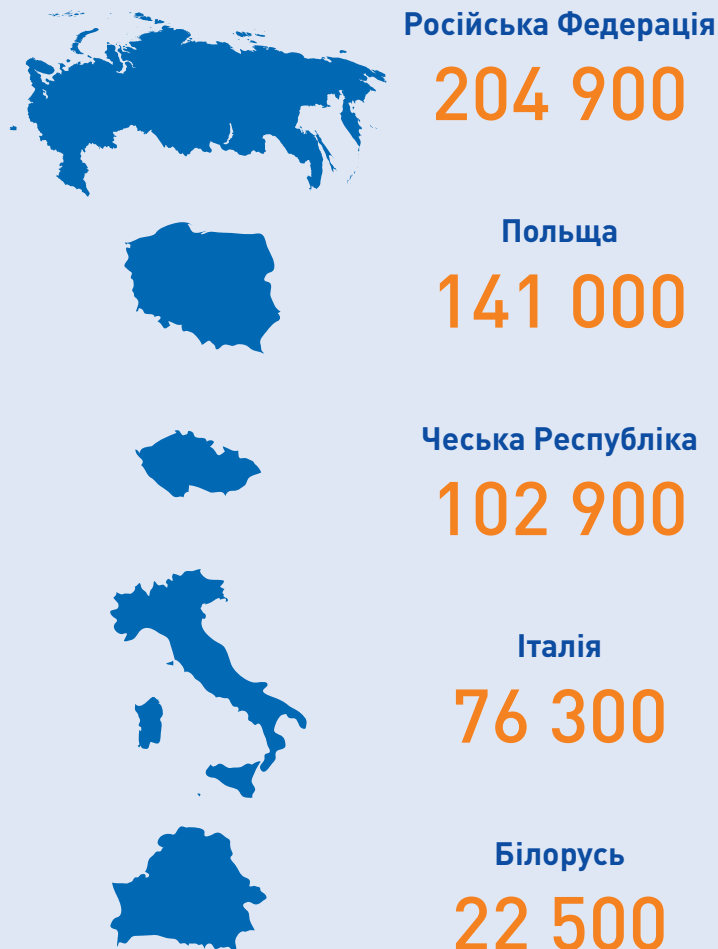 Російська Федерація
204 900
Польща
141 000
Чеська Республіка
102 900
Італія
76 300
Білорусь
22 500